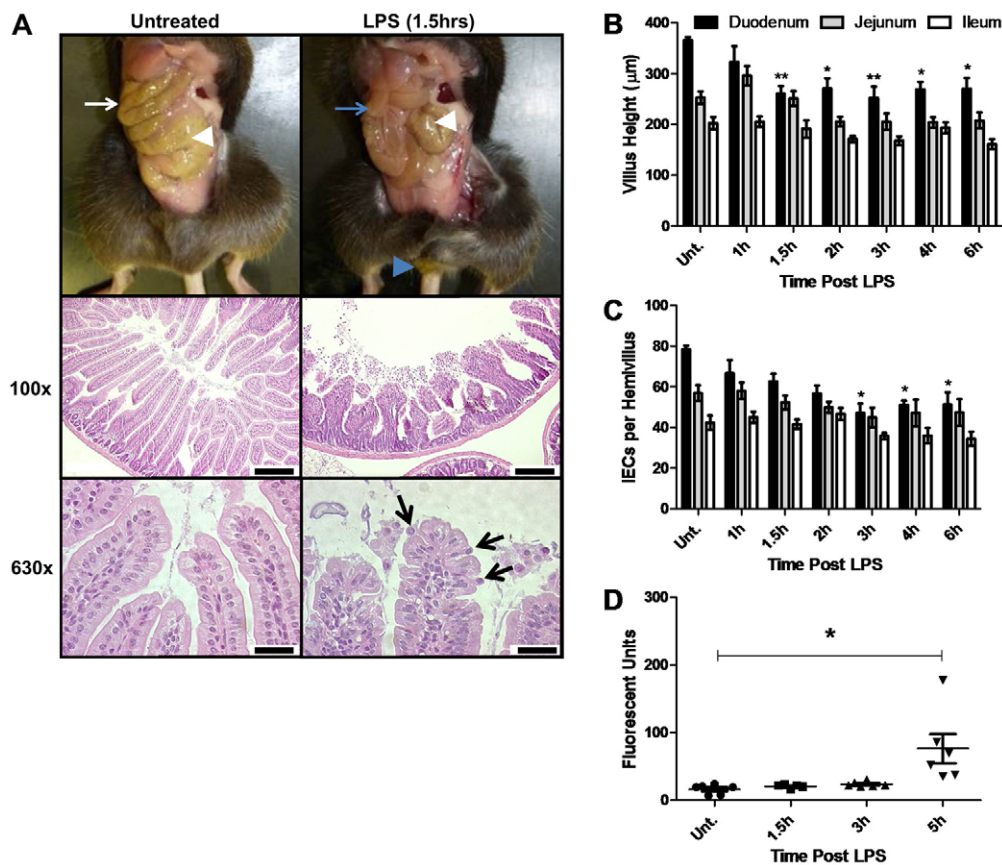 A
Untreated
LPS (1.5hrs)
100x
630x
B
Duodenum Jejunum Ileum
Villus Height (μm)
400
300
200
100
0
** * ** * *
Unt. 1h 1.5h 2h 3h 4h 6h
Time Post LPS
C
IECs per Hemivillus
100
80
60
40
20
0
* * *
Unt. 1h 1.5h 2h 3h 4h 6h
Time Post LPS
D
Fluorescent Units
300
200
100
0
*
Unt. 1.5h 3h 5h
Time Post LPS